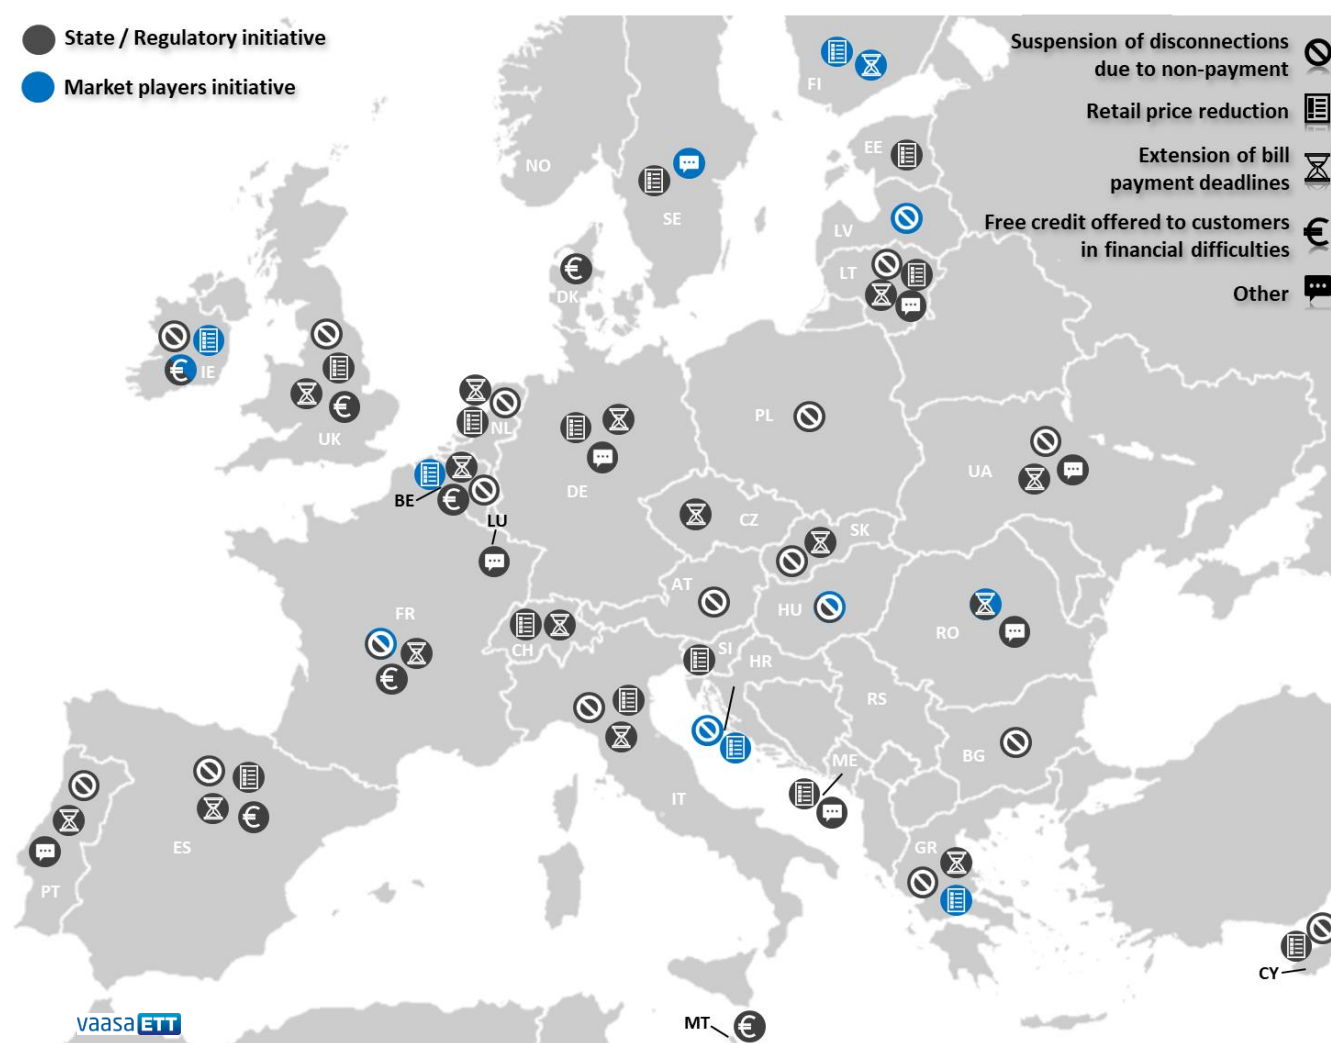 State / Regulatory initiative
Market players initiative
Suspension of disconnections
due to non-payment
Retail price reduction
Extension of bill
payment deadlines
Free credit offered to customers
in financial difficulties
Other
FI
NO
EE
SE
LV
LT
DK
IE
UK
NL
PL
BE
DE
UA
LU
CZ
SK
AT
FR
HU
RO
CH
SI
HR
RS
BG
ME
IT
ES
GR
PT
CY
MT
vaasaETT